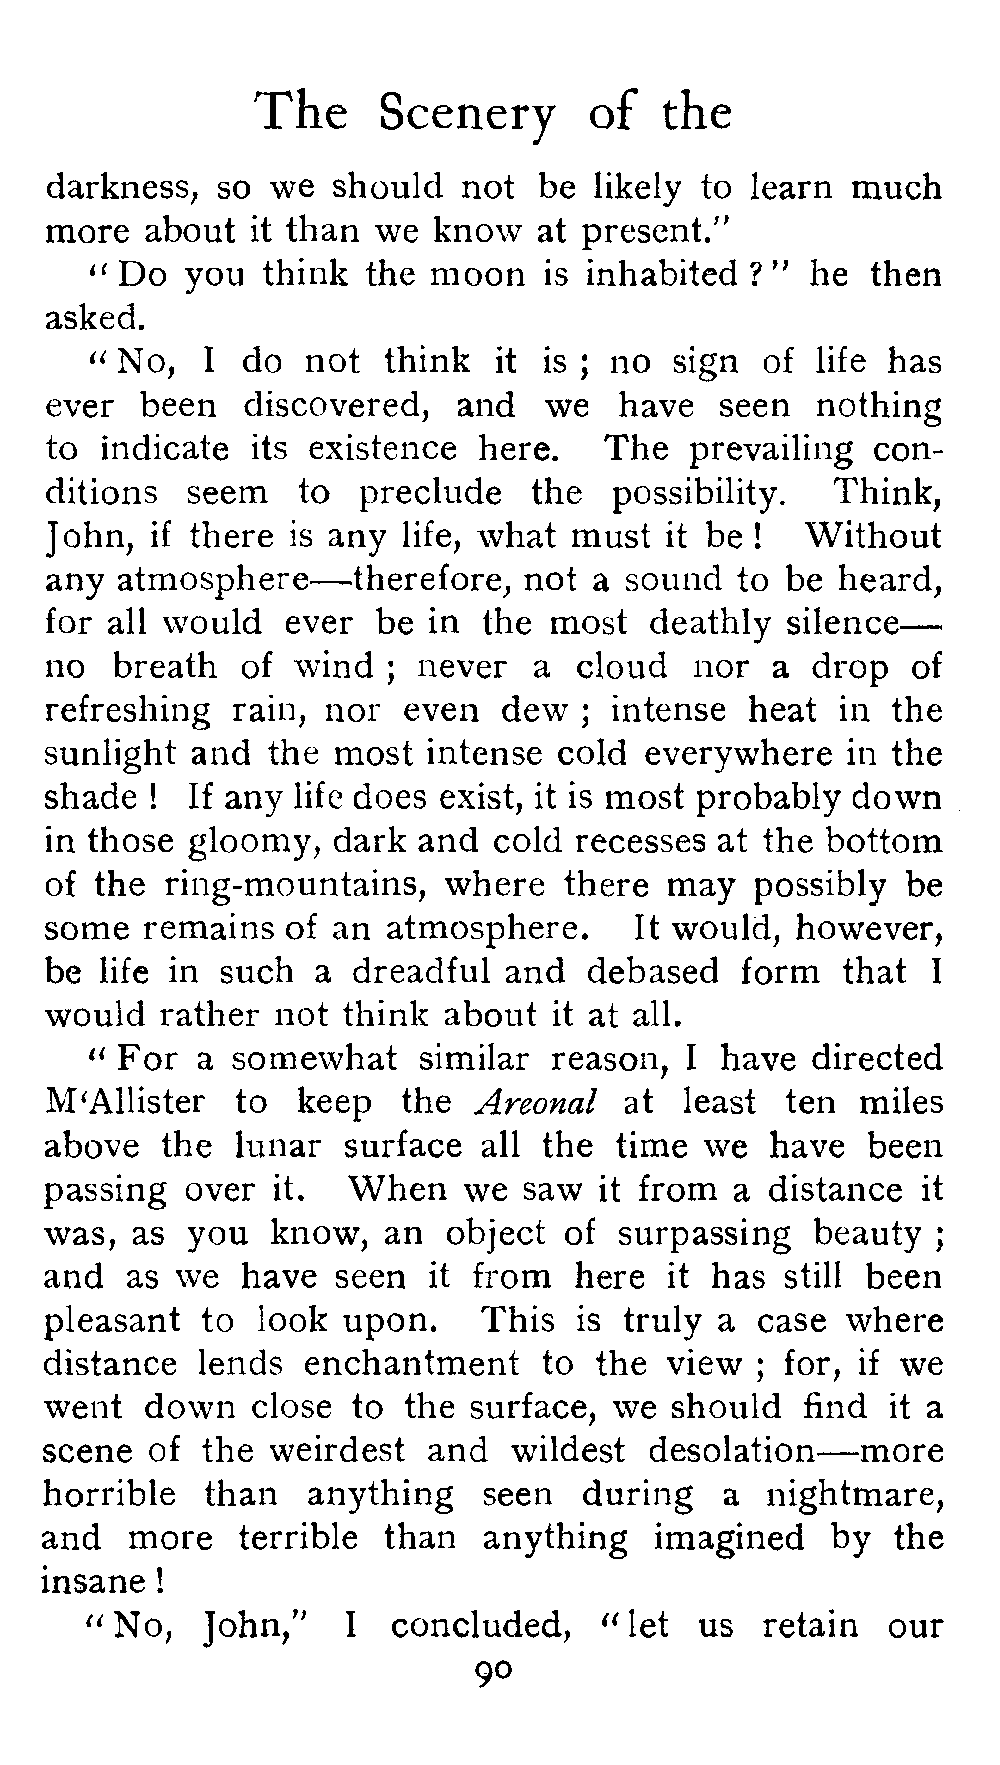 The Scenery of the
darkness, so we should not be likely to learn much
more about it than we know at present."
"Do you think the moon is inhabited?" he then
asked.
"No, I do not think it is; no sign of life has
ever been discovered, and we have seen nothing
to indicate its existence here. The prevailing con-
ditions seem to preclude the possibility. Think,
John, if there is any life, what must it be! Without
any atmosphere—therefore, not a sound to be heard,
for all would ever be in the most deathly silence—
no breath of wind; never a cloud nor a drop of
refreshing rain, nor even dew; intense heat in the
sunlight and the most intense cold everywhere in the
shade! If any life does exist, it is most probably down
in those gloomy, dark and cold recesses at the bottom
of the ring-mountains, where there may possibly be
some remains of an atmosphere. It would, however,
be life in such a dreadful and debased form that I
would rather not think about it at all.
"For a somewhat similar reason, I have directed
M‘Allister to keep the Areonal at least ten miles
above the lunar surface all the time we have been
passing over it. When we saw it from a distance it
was, as you know, an object of surpassing beauty;
and as we have seen it from here it has still been
pleasant to look upon. This is truly a case where
distance lends enchantment to the view; for, if we
went down close to the surface, we should find it a
scene of the weirdest and wildest desolation—more
horrible than anything seen during a nightmare,
and more terrible than anything imagined by the
insane!
"No, John," I concluded, "let us retain our
90